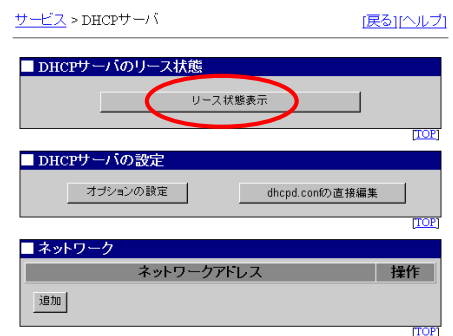 サービス > DHCPサーバ [戻る][ヘルプ]
■ DHCPサーバのリース状態
リース状態表示
[TOP]
■ DHCPサーバの設定
オプションの設定 dhcpd.confの直接編集
[TOP]
■ ネットワーク
ネットワークアドレス 操作
追加
[TOP]